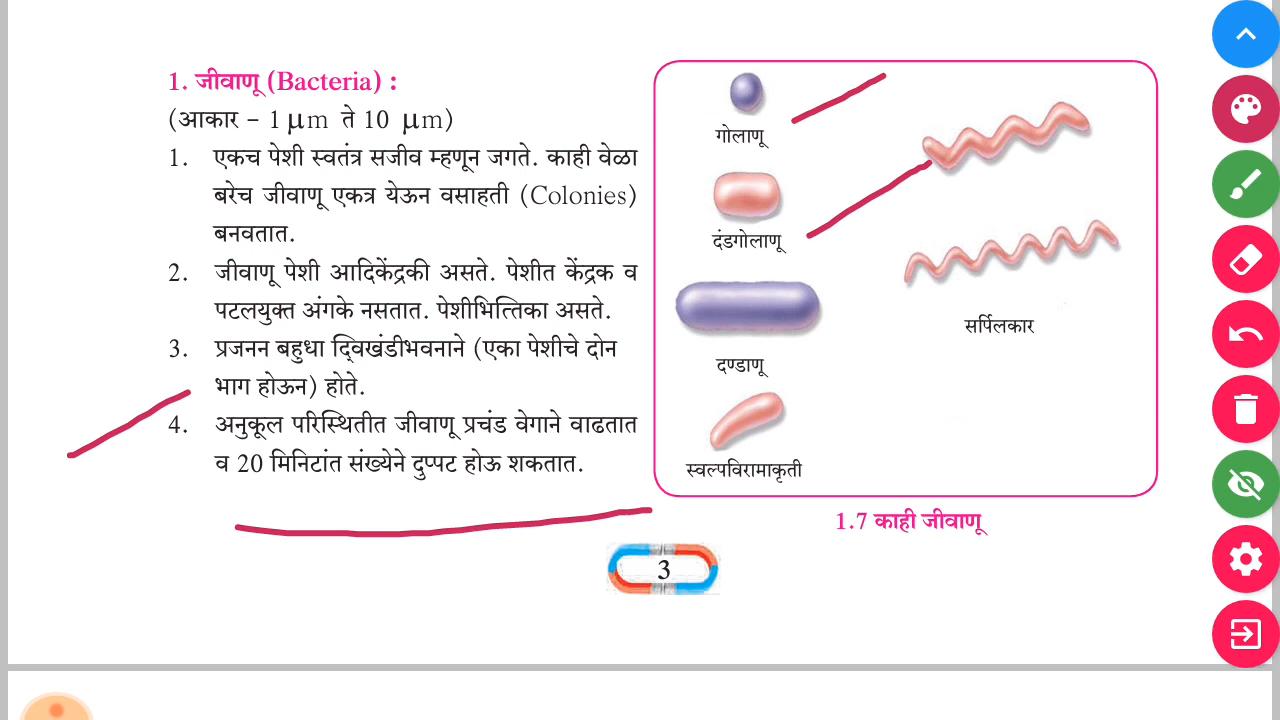 1. जीवाणू (Bacteria) :
(आकार - 1 μm ते 10 μm)
1. एकच पेशी स्वतंत्र सजीव म्हणून जगते. काही वेळा
बरेच जीवाणू एकत्र येऊन वसाहती (Colonies)
बनवतात.
2. जीवाणू पेशी आदिकेंद्रकी असते. पेशीत केंद्रक व
पटलयुक्त अंगके नसतात. पेशीभित्तिका असते.
3. प्रजनन बहुधा द्विखंडीभवनाने (एका पेशीचे दोन
भाग होऊन) होते.
4. अनुकूल परिस्थितीत जीवाणू प्रचंड वेगाने वाढतात
व 20 मिनिटांत संख्येने दुप्पट होऊ शकतात.
गोलाणू
दंडगोलाणू
दण्डाणू
स्वल्पविरामाकृती
सर्पिलकार
1.7 काही जीवाणू
3